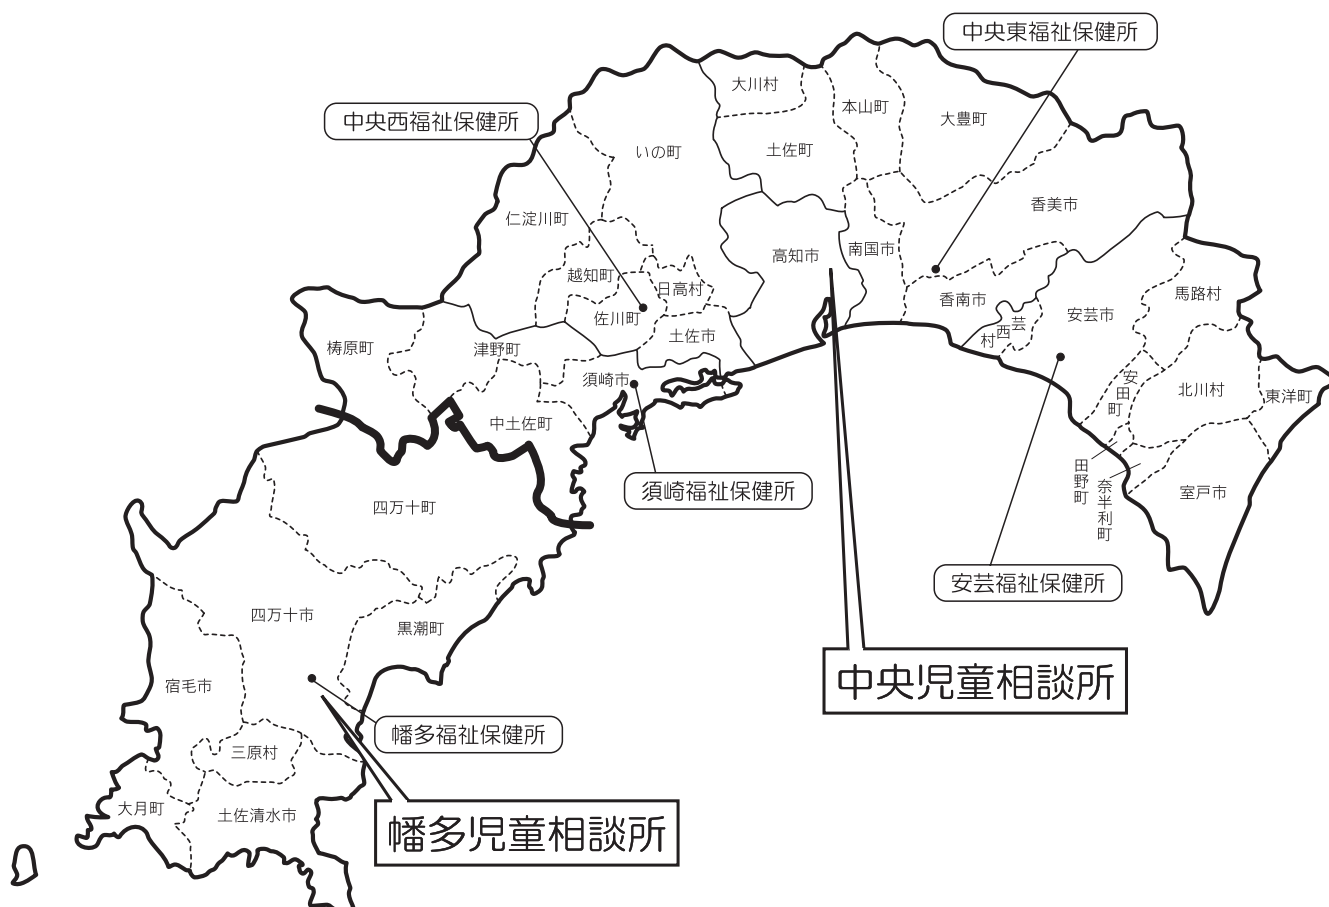 中央東福祉保健所
大川村
本山町
中央西福祉保健所
大豊町
いの町
土佐町
香美市
仁淀川町
高知市
南国市
越知町
日高村
馬路村
香南市
佐川町
安芸市
芸西村
土佐市
梼原町
津野町
須崎市
安田町
北川村
東洋町
中土佐町
田野町
奈半利町
室戸市
須崎福祉保健所
四万十町
安芸福祉保健所
四万十市
黒潮町
中央児童相談所
宿毛市
幡多福祉保健所
三原村
大月町
土佐清水市
幡多児童相談所